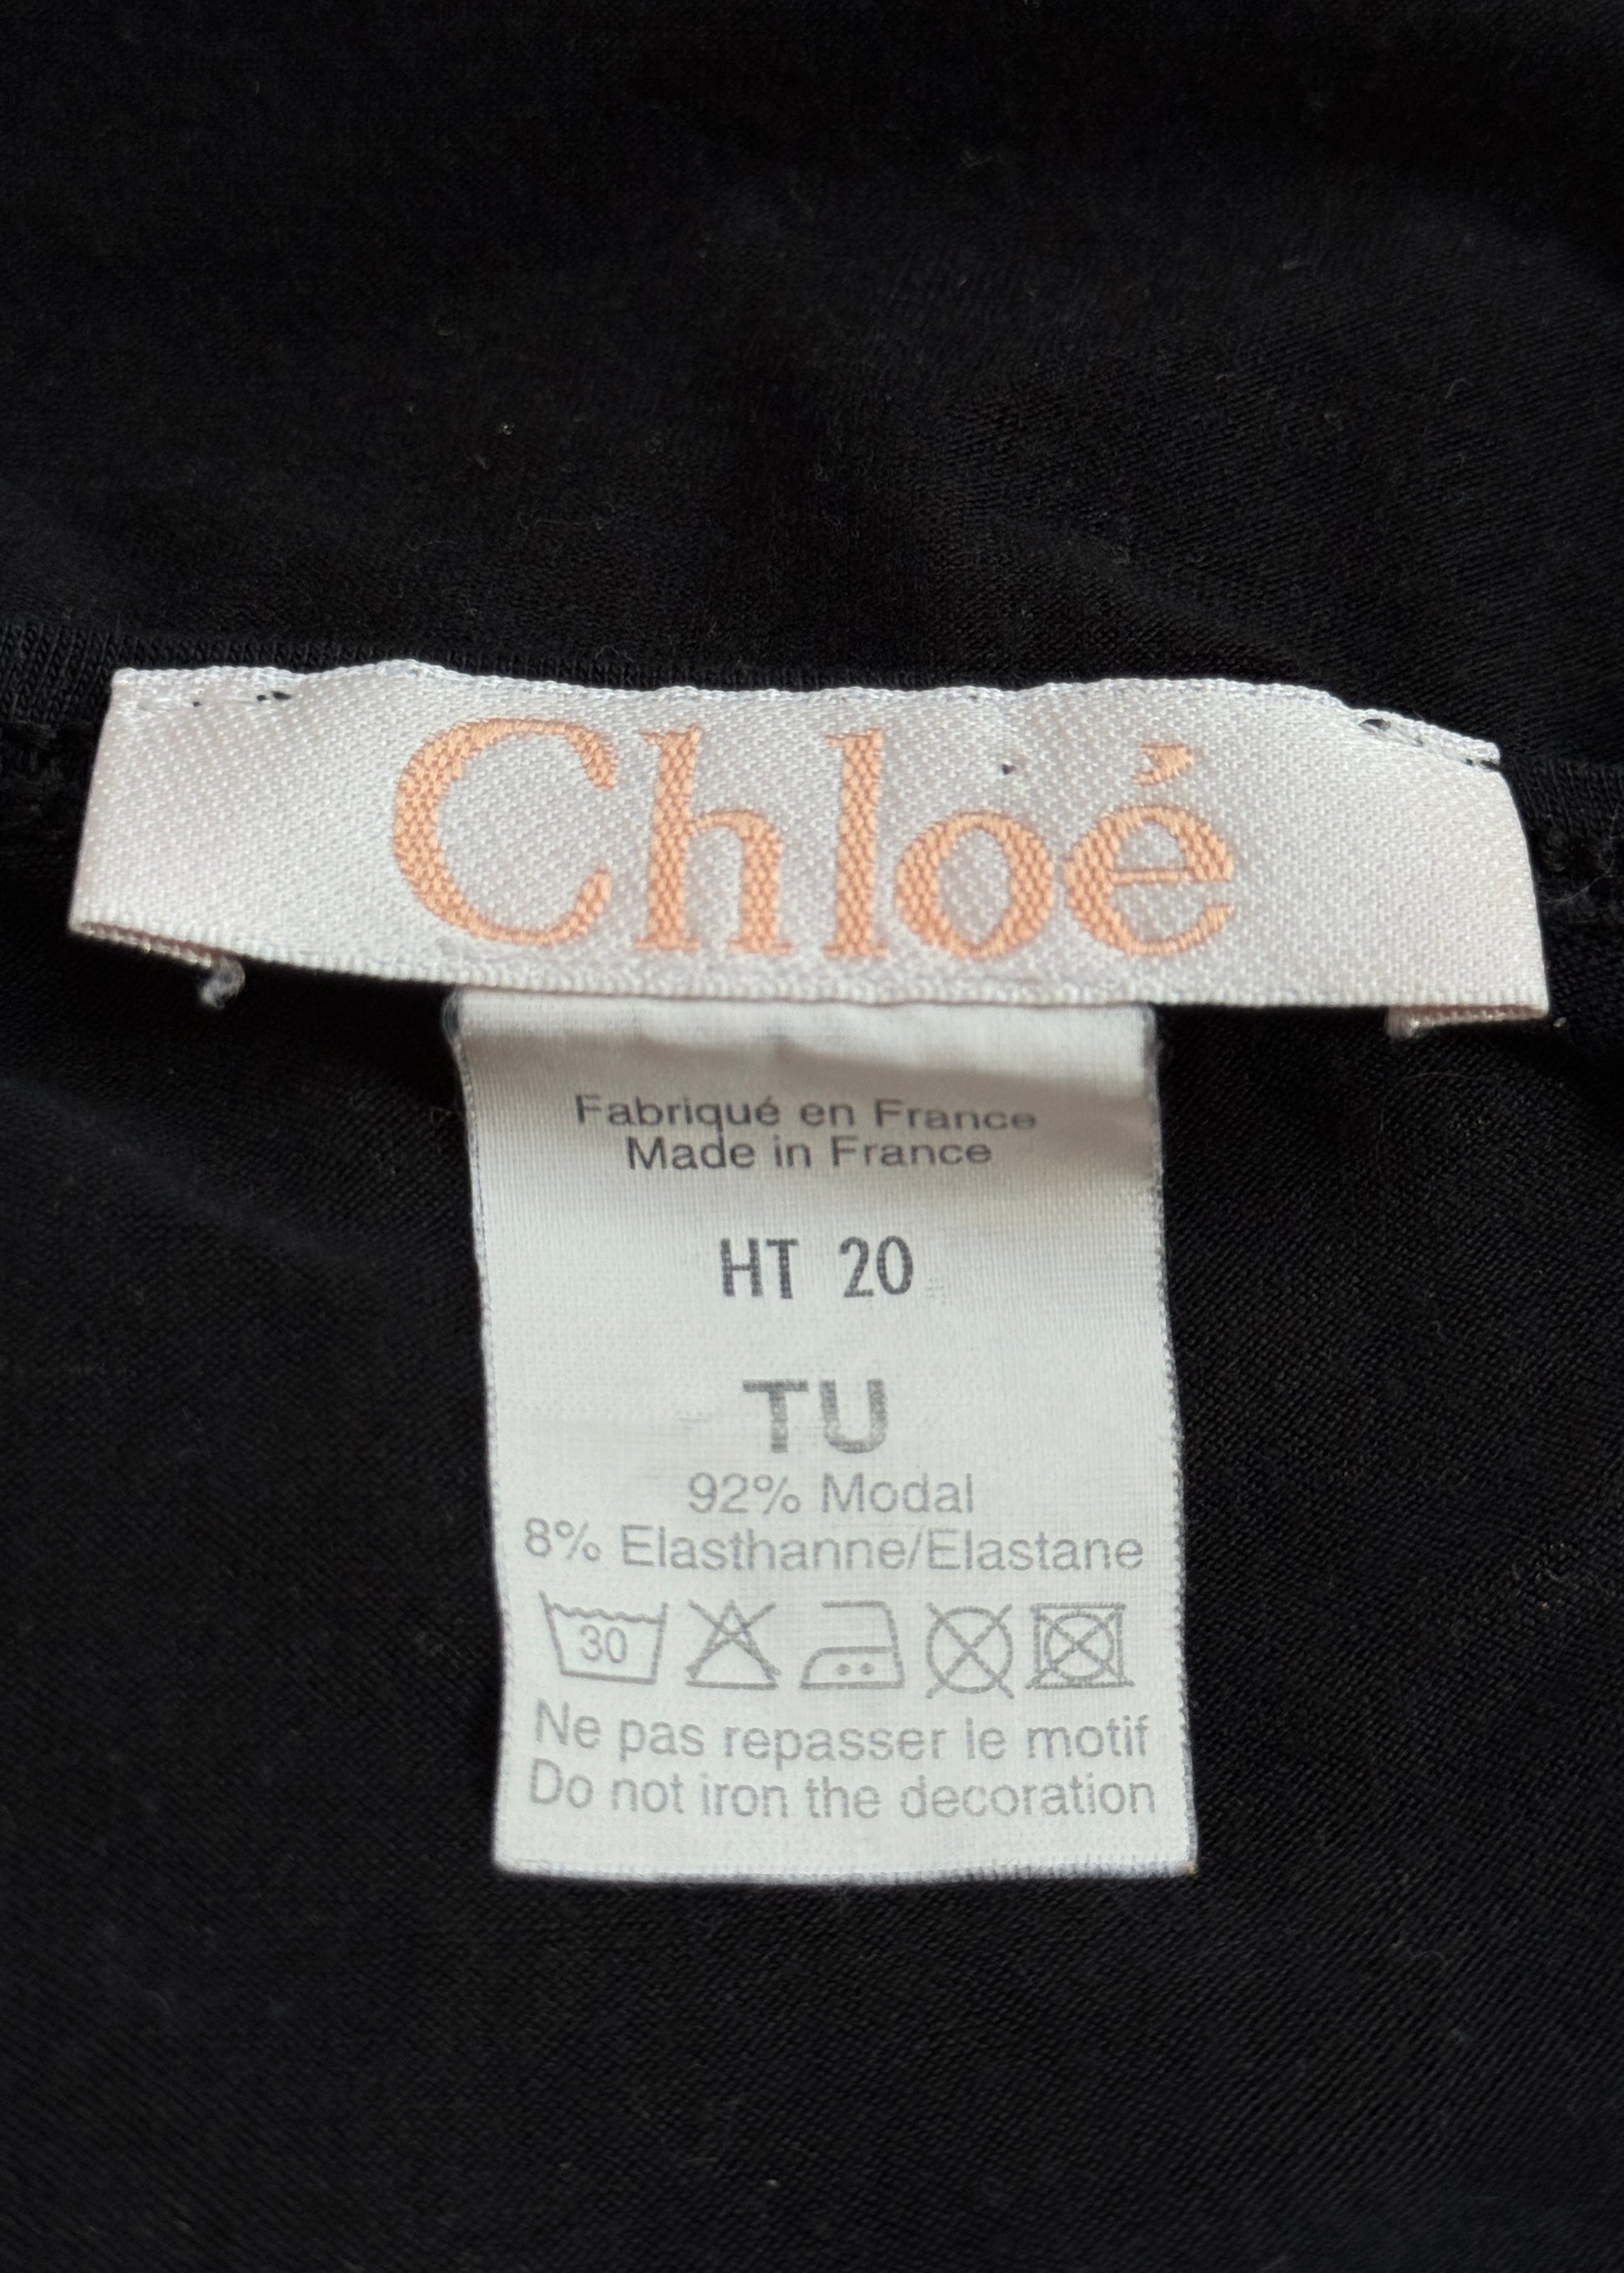 Chloé
Fabriqué en France
Made in France
HT 20
TU
92% Modal
8% Elasthanne/Elastane
30
Ne pas repasser le motif
Do not iron the decoration